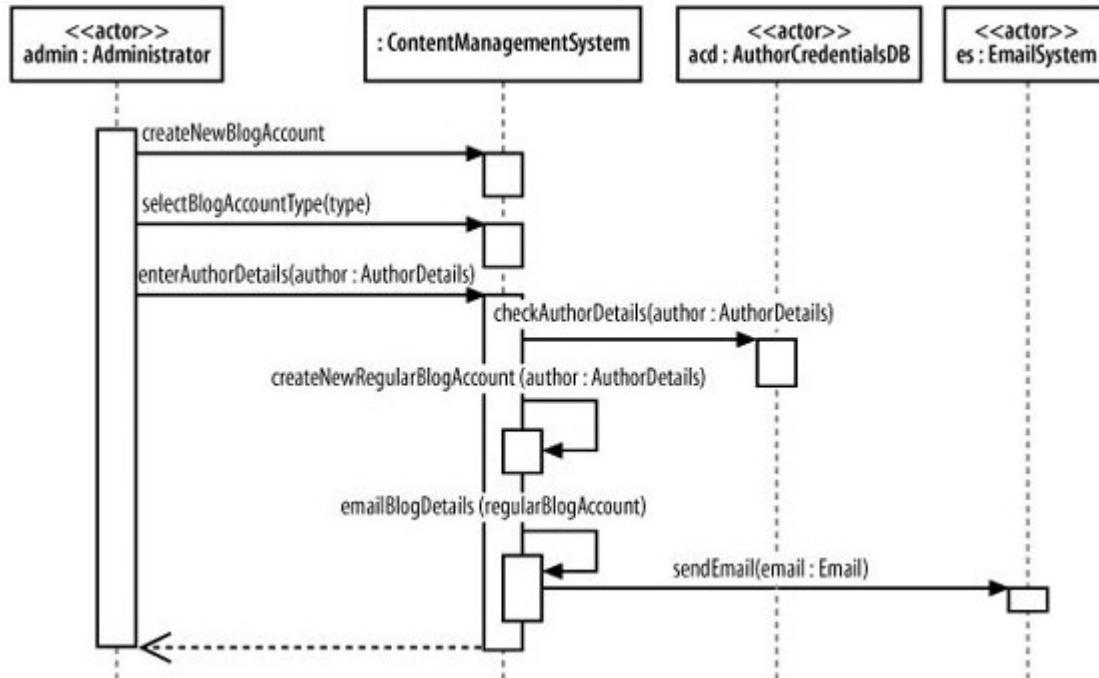 <<actor>>
admin : Administrator
: ContentManagementSystem
<<actor>>
acd : AuthorCredentialsDB
<<actor>>
es : EmailSystem
createNewBlogAccount
selectBlogAccountType(type)
enterAuthorDetails(author : AuthorDetails)
checkAuthorDetails(author : AuthorDetails)
createNewRegularBlogAccount (author : AuthorDetails)
emailBlogDetails (regularBlogAccount)
sendEmail(email : Email)